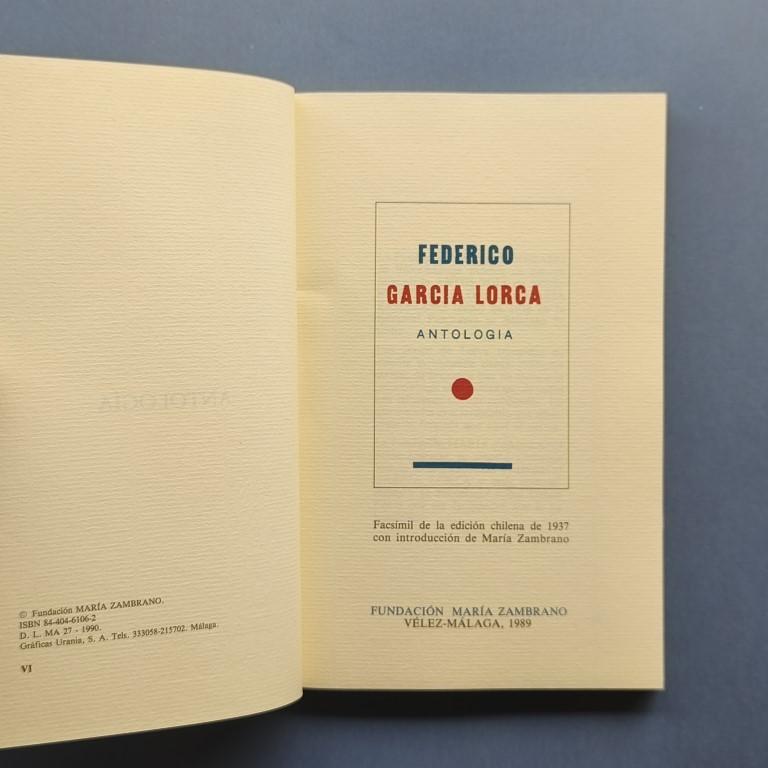 ANTOLOGÍA
© Fundación MARÍA ZAMBRANO.
ISBN 84-404-6106-2
D. L. MA 27 - 1990.
Gráficas Urania, S. A. Tels. 333058-215702. Málaga.
VI
FEDERICO
GARCIA LORCA
ANTOLOGIA
Facsímil de la edición chilena de 1937
con introducción de María Zambrano
FUNDACIÓN MARÍA ZAMBRANO
VÉLEZ-MÁLAGA, 1989